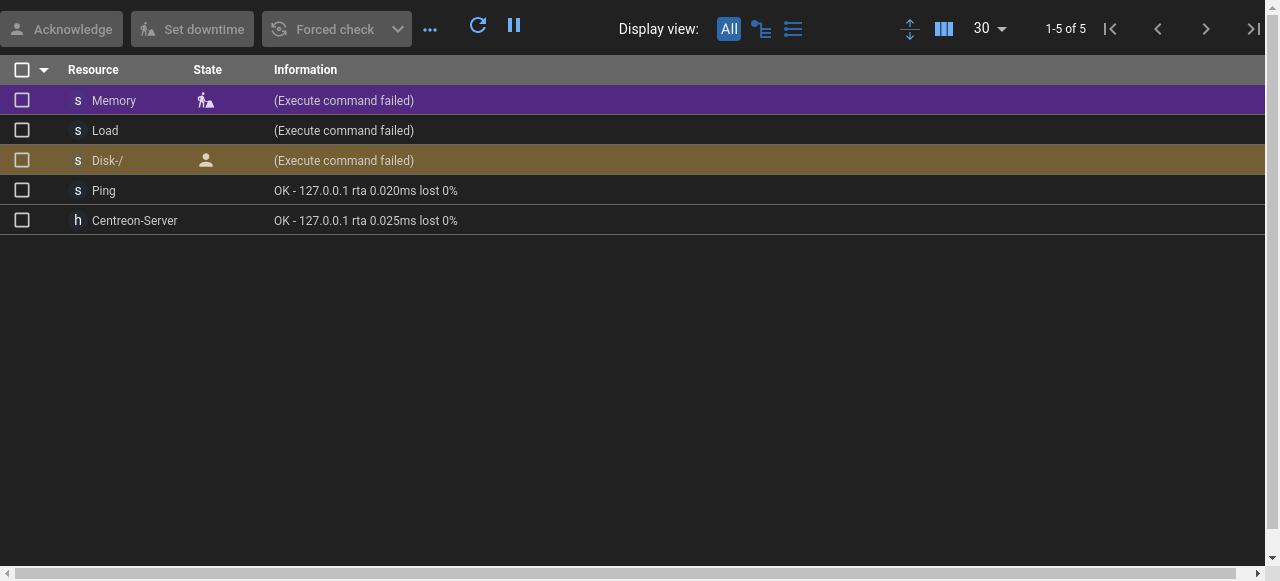 Acknowledge Set downtime Forced check Display view: All 30 1-5 of 5
Resource State Information
s Memory (Execute command failed)
s Load (Execute command failed)
s Disk-/ (Execute command failed)
s Ping OK - 127.0.0.1 rta 0.020ms lost 0%
h Centreon-Server OK - 127.0.0.1 rta 0.025ms lost 0%